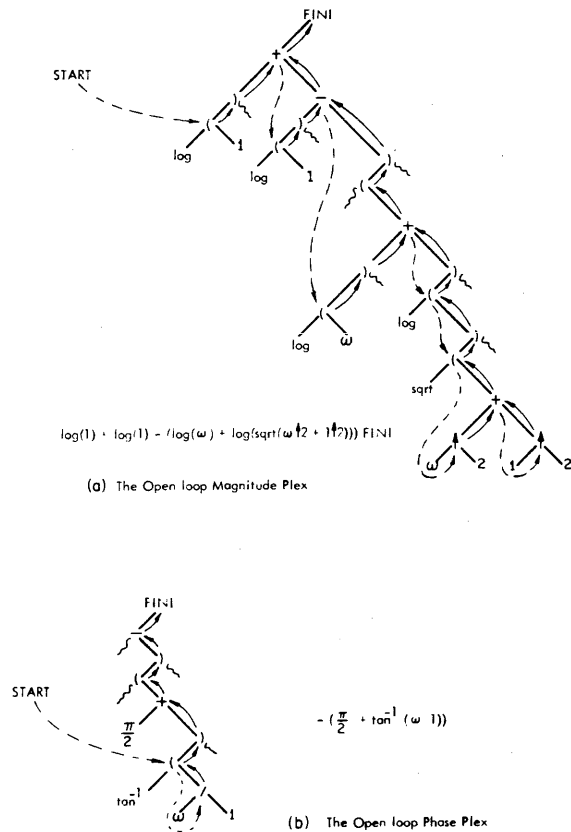 FINI
+
START
−
( )
( )
log 1
log 1
)
(
+
)
)
(
(
log
log ω
)
(
sqrt
+
↑ ↑
ω 2 1 2
log(1) + log(1) − (log(ω) + log(sqrt(ω↑2 + 1↑2))) FINI
(a) The Open loop Magnitude Plex
FINI
−
)
START
(
+
π/2
− (π/2 + tan⁻¹ (ω 1))
)
(
tan⁻¹
/
ω 1
(b) The Open loop Phase Plex